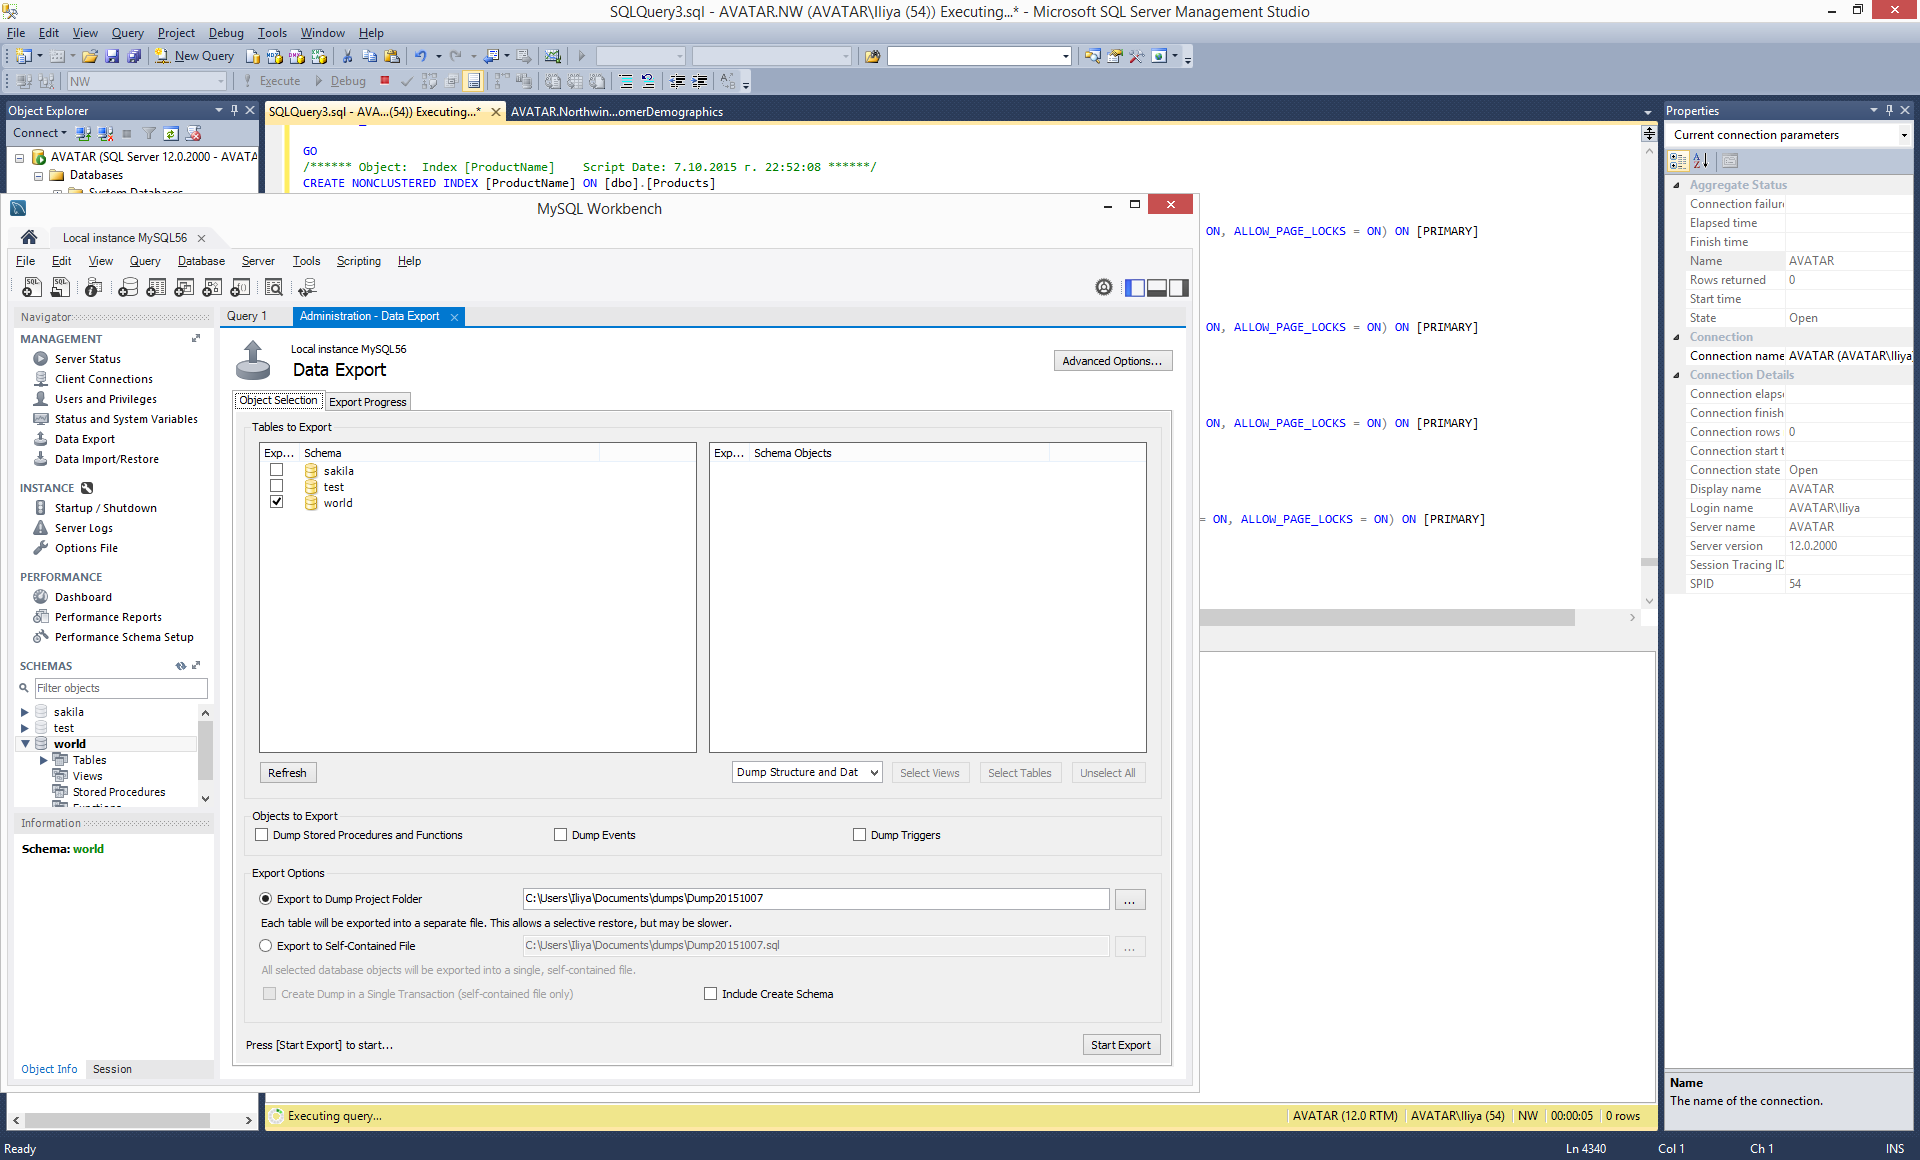 SQLQuery3.sql - AVATAR.NW (AVATAR\Iliya (54)) Executing...* - Microsoft SQL Server Management Studio
File Edit View Query Project Debug Tools Window Help
New Query
NW Execute Debug
Object Explorer
Connect
AVATAR (SQL Server 12.0.2000 - AVATA
Databases
System Databases
SQLQuery3.sql - AVA...(54)) Executing...* AVATAR.Northwin...omerDemographics
GO
/****** Object:  Index [ProductName]    Script Date: 7.10.2015 г. 22:52:08 ******/
CREATE NONCLUSTERED INDEX [ProductName] ON [dbo].[Products]
ON, ALLOW_PAGE_LOCKS = ON) ON [PRIMARY]
ON, ALLOW_PAGE_LOCKS = ON) ON [PRIMARY]
ON, ALLOW_PAGE_LOCKS = ON) ON [PRIMARY]
= ON, ALLOW_PAGE_LOCKS = ON) ON [PRIMARY]
MySQL Workbench
Local instance MySQL56
File Edit View Query Database Server Tools Scripting Help
Navigator
MANAGEMENT
Server Status
Client Connections
Users and Privileges
Status and System Variables
Data Export
Data Import/Restore
INSTANCE
Startup / Shutdown
Server Logs
Options File
PERFORMANCE
Dashboard
Performance Reports
Performance Schema Setup
SCHEMAS
Filter objects
sakila
test
world
Tables
Views
Stored Procedures
Functions
Information
Schema: world
Object Info Session
Query 1 Administration - Data Export
Local instance MySQL56
Data Export
Advanced Options...
Object Selection Export Progress
Tables to Export
Exp... Schema
sakila
test
world
Exp... Schema Objects
Refresh
Dump Structure and Dat Select Views Select Tables Unselect All
Objects to Export
Dump Stored Procedures and Functions Dump Events Dump Triggers
Export Options
Export to Dump Project Folder C:\Users\Iliya\Documents\dumps\Dump20151007 ...
Each table will be exported into a separate file. This allows a selective restore, but may be slower.
Export to Self-Contained File C:\Users\Iliya\Documents\dumps\Dump20151007.sql ...
All selected database objects will be exported into a single, self-contained file.
Create Dump in a Single Transaction (self-contained file only) Include Create Schema
Press [Start Export] to start...
Start Export
Properties
Current connection parameters
Aggregate Status
Connection failure
Elapsed time
Finish time
Name AVATAR
Rows returned 0
Start time
State Open
Connection
Connection name AVATAR (AVATAR\Iliya)
Connection Details
Connection elapse
Connection finish
Connection rows 0
Connection start t
Connection state Open
Display name AVATAR
Login name AVATAR\Iliya
Server name AVATAR
Server version 12.0.2000
Session Tracing ID
SPID 54
Name
The name of the connection.
Executing query... AVATAR (12.0 RTM) AVATAR\Iliya (54) NW 00:00:05 0 rows
Ready Ln 4340 Col 1 Ch 1 INS